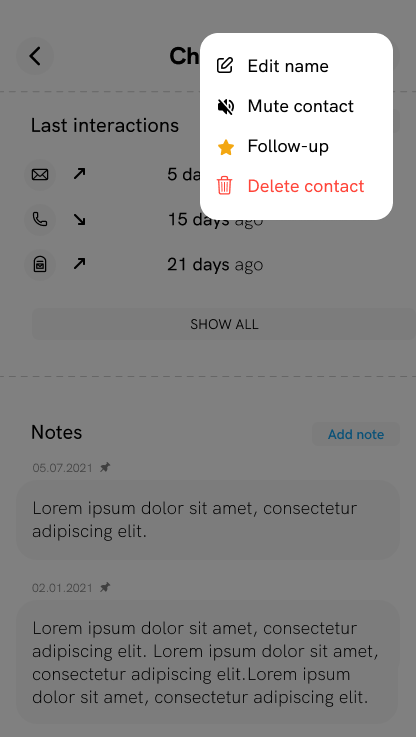 Ch
Edit name
Mute contact
Follow-up
Delete contact
Last interactions
5 da
15 days ago
21 days ago
SHOW ALL
Notes
Add note
05.07.2021
Lorem ipsum dolor sit amet, consectetur
adipiscing elit.
02.01.2021
Lorem ipsum dolor sit amet, consectetur
adipiscing elit. Lorem ipsum dolor sit amet,
consectetur adipiscing elit.Lorem ipsum
dolor sit amet, consectetur adipiscing elit.